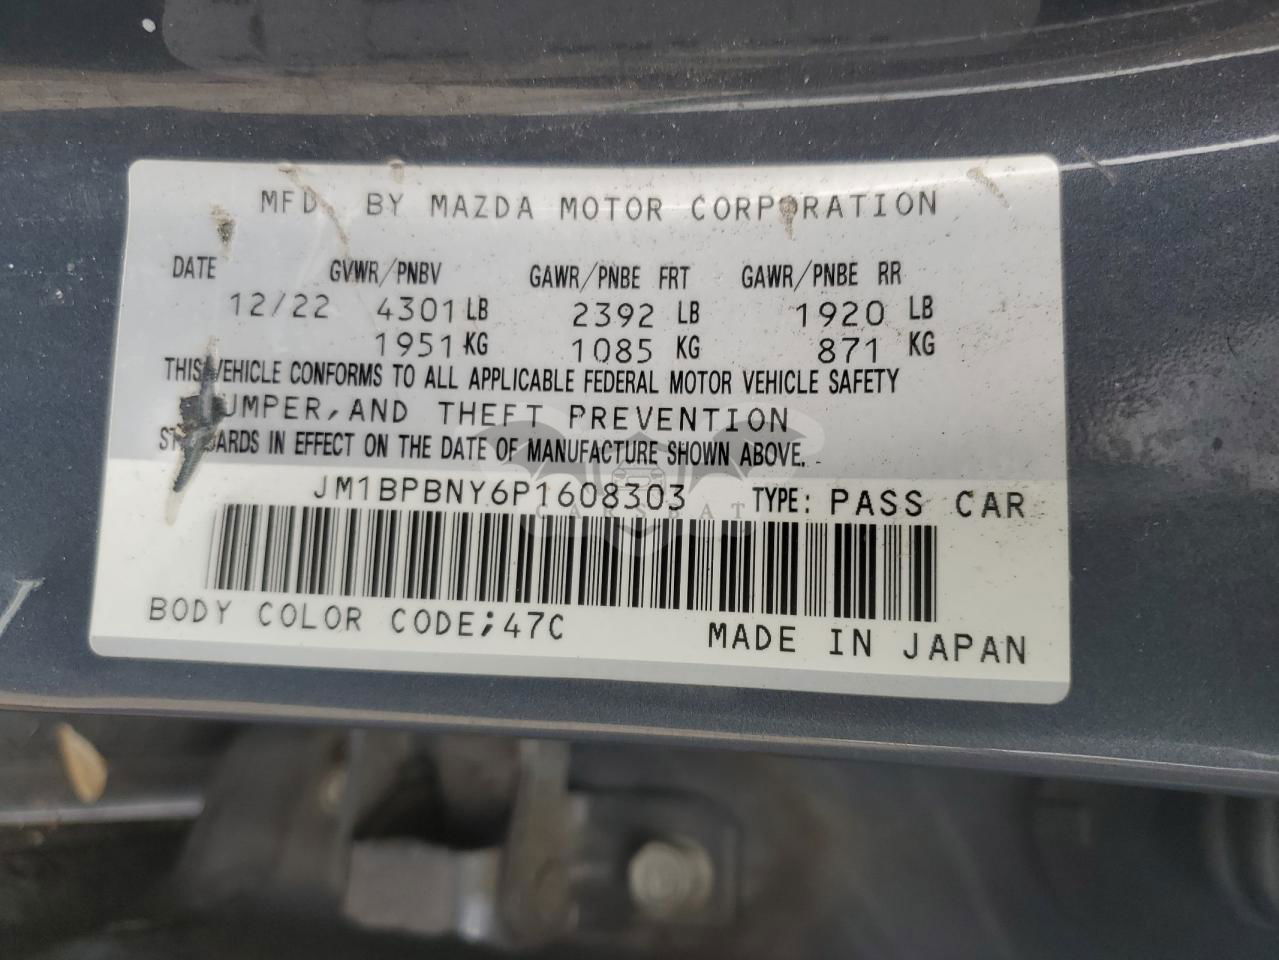 MFD. BY MAZDA MOTOR CORPORATION
DATE GVWR/PNBV GAWR/PNBE FRT GAWR/PNBE RR
12/22 4301 LB 2392 LB 1920 LB
1951 KG 1085 KG 871 KG
THIS VEHICLE CONFORMS TO ALL APPLICABLE FEDERAL MOTOR VEHICLE SAFETY
BUMPER, AND THEFT PREVENTION
STANDARDS IN EFFECT ON THE DATE OF MANUFACTURE SHOWN ABOVE.
JM1BPBNY6P1608303 TYPE: PASS CAR
CARSBAT
BODY COLOR CODE;47C MADE IN JAPAN